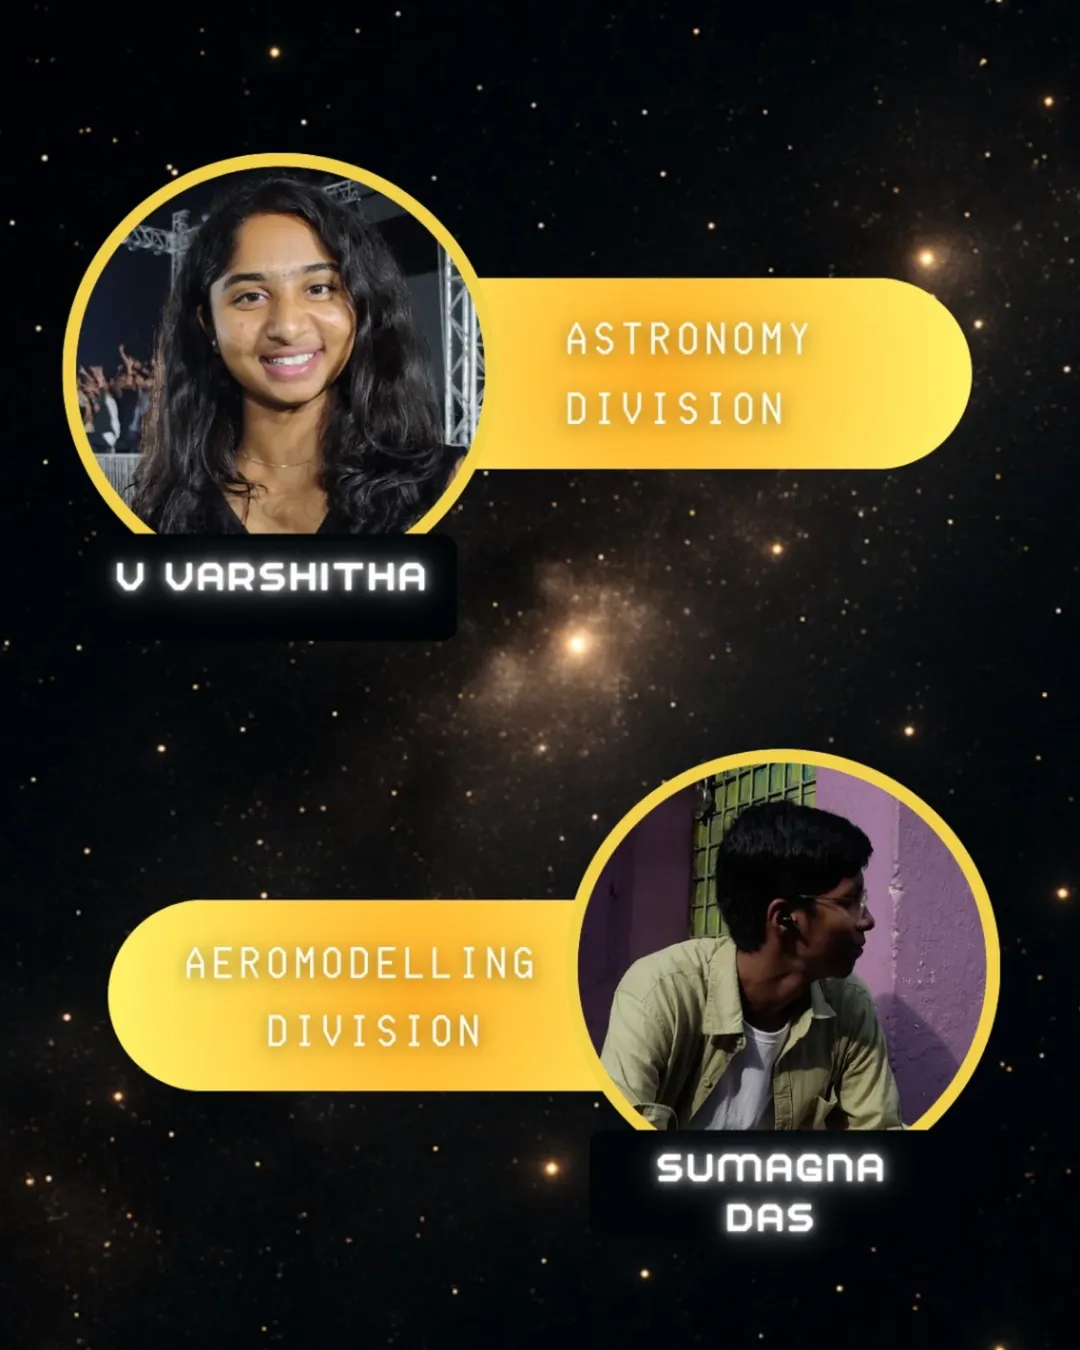 ASTRONOMY
DIVISION
V VARSHITHA
AEROMODELLING
DIVISION
SUMAGNA
DAS